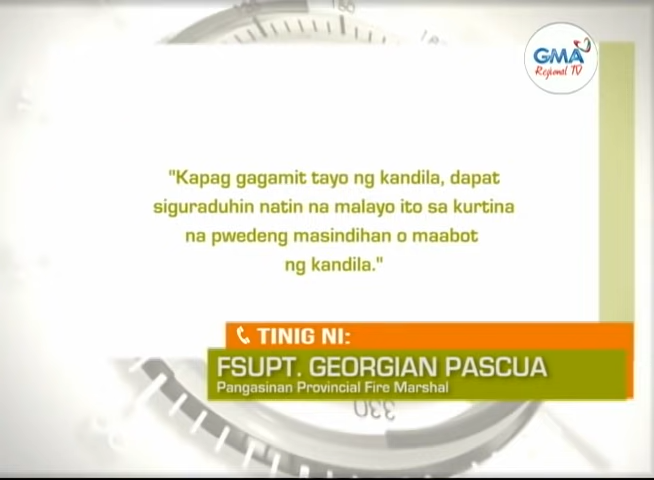 GMA
Regional TV
"Kapag gagamit tayo ng kandila, dapat
siguraduhin natin na malayo ito sa kurtina
na pwedeng masindihan o maabot
ng kandila."
TINIG NI:
FSUPT. GEORGIAN PASCUA
Pangasinan Provincial Fire Marshal
330